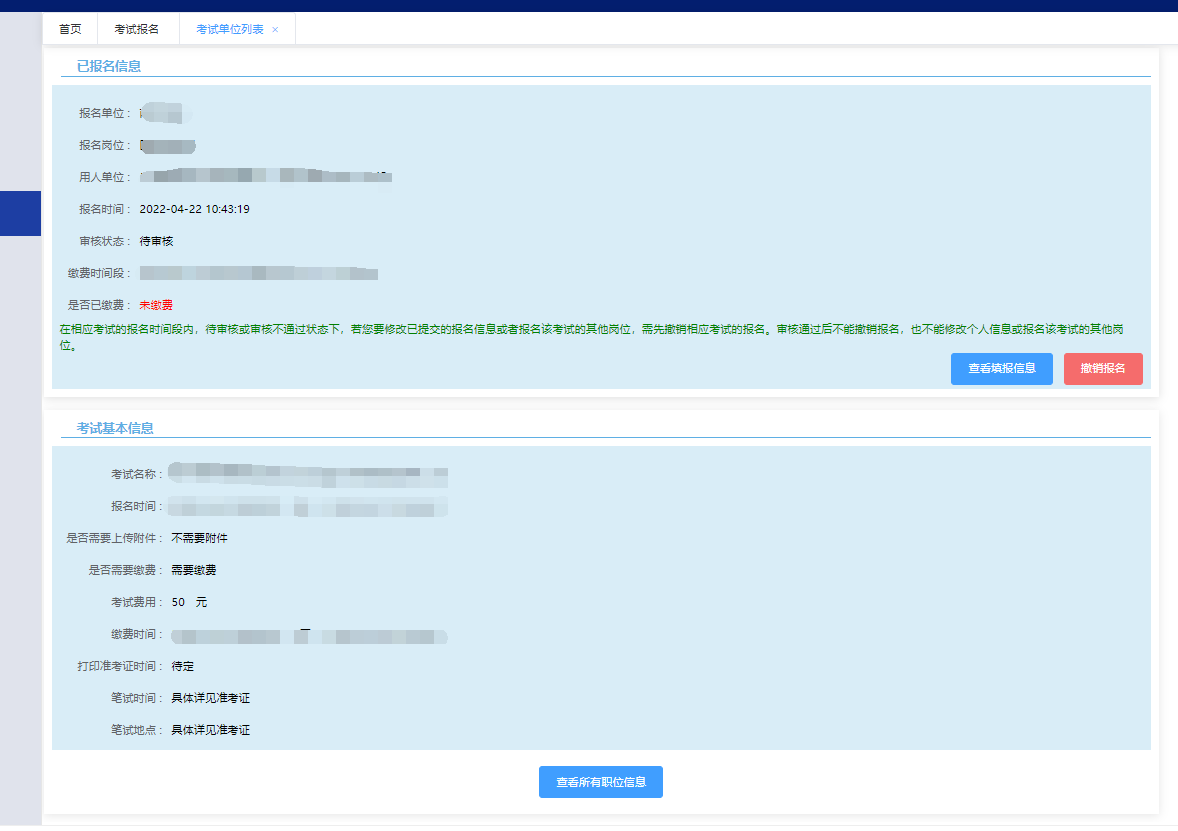 首页 考试报名 考试单位列表 ×
已报名信息
报名单位：
报名岗位：
用人单位：
报名时间： 2022-04-22 10:43:19
审核状态： 待审核
缴费时间段：
是否已缴费： 未缴费
在相应考试的报名时间段内，待审核或审核不通过状态下，若您要修改已提交的报名信息或者报名该考试的其他岗位，需先撤销相应考试的报名。审核通过后不能撤销报名，也不能修改个人信息或报名该考试的其他岗
位。
查看填报信息 撤销报名
考试基本信息
考试名称：
报名时间：
是否需要上传附件： 不需要附件
是否需要缴费： 需要缴费
考试费用： 50 元
缴费时间：
打印准考证时间： 待定
笔试时间： 具体详见准考证
笔试地点： 具体详见准考证
查看所有职位信息